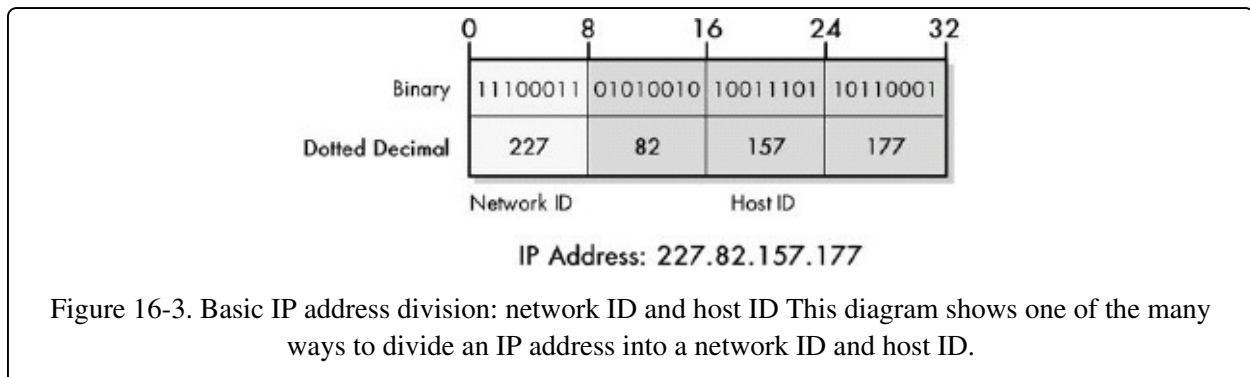 0 8 16 24 32
Binary 11100011 01010010 10011101 10110001
Dotted Decimal 227 82 157 177
Network ID Host ID
IP Address: 227.82.157.177
Figure 16-3. Basic IP address division: network ID and host ID This diagram shows one of the many
ways to divide an IP address into a network ID and host ID.